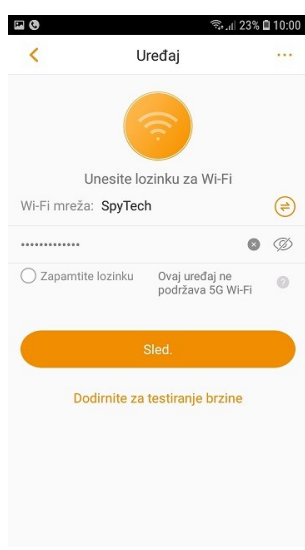 23% 10:00
Uređaj
Unesite lozinku za Wi-Fi
Wi-Fi mreža: SpyTech
•••••••••••••
Zapamtite lozinku
Ovaj uređaj ne
podržava 5G Wi-Fi
Sled.
Dodirnite za testiranje brzine